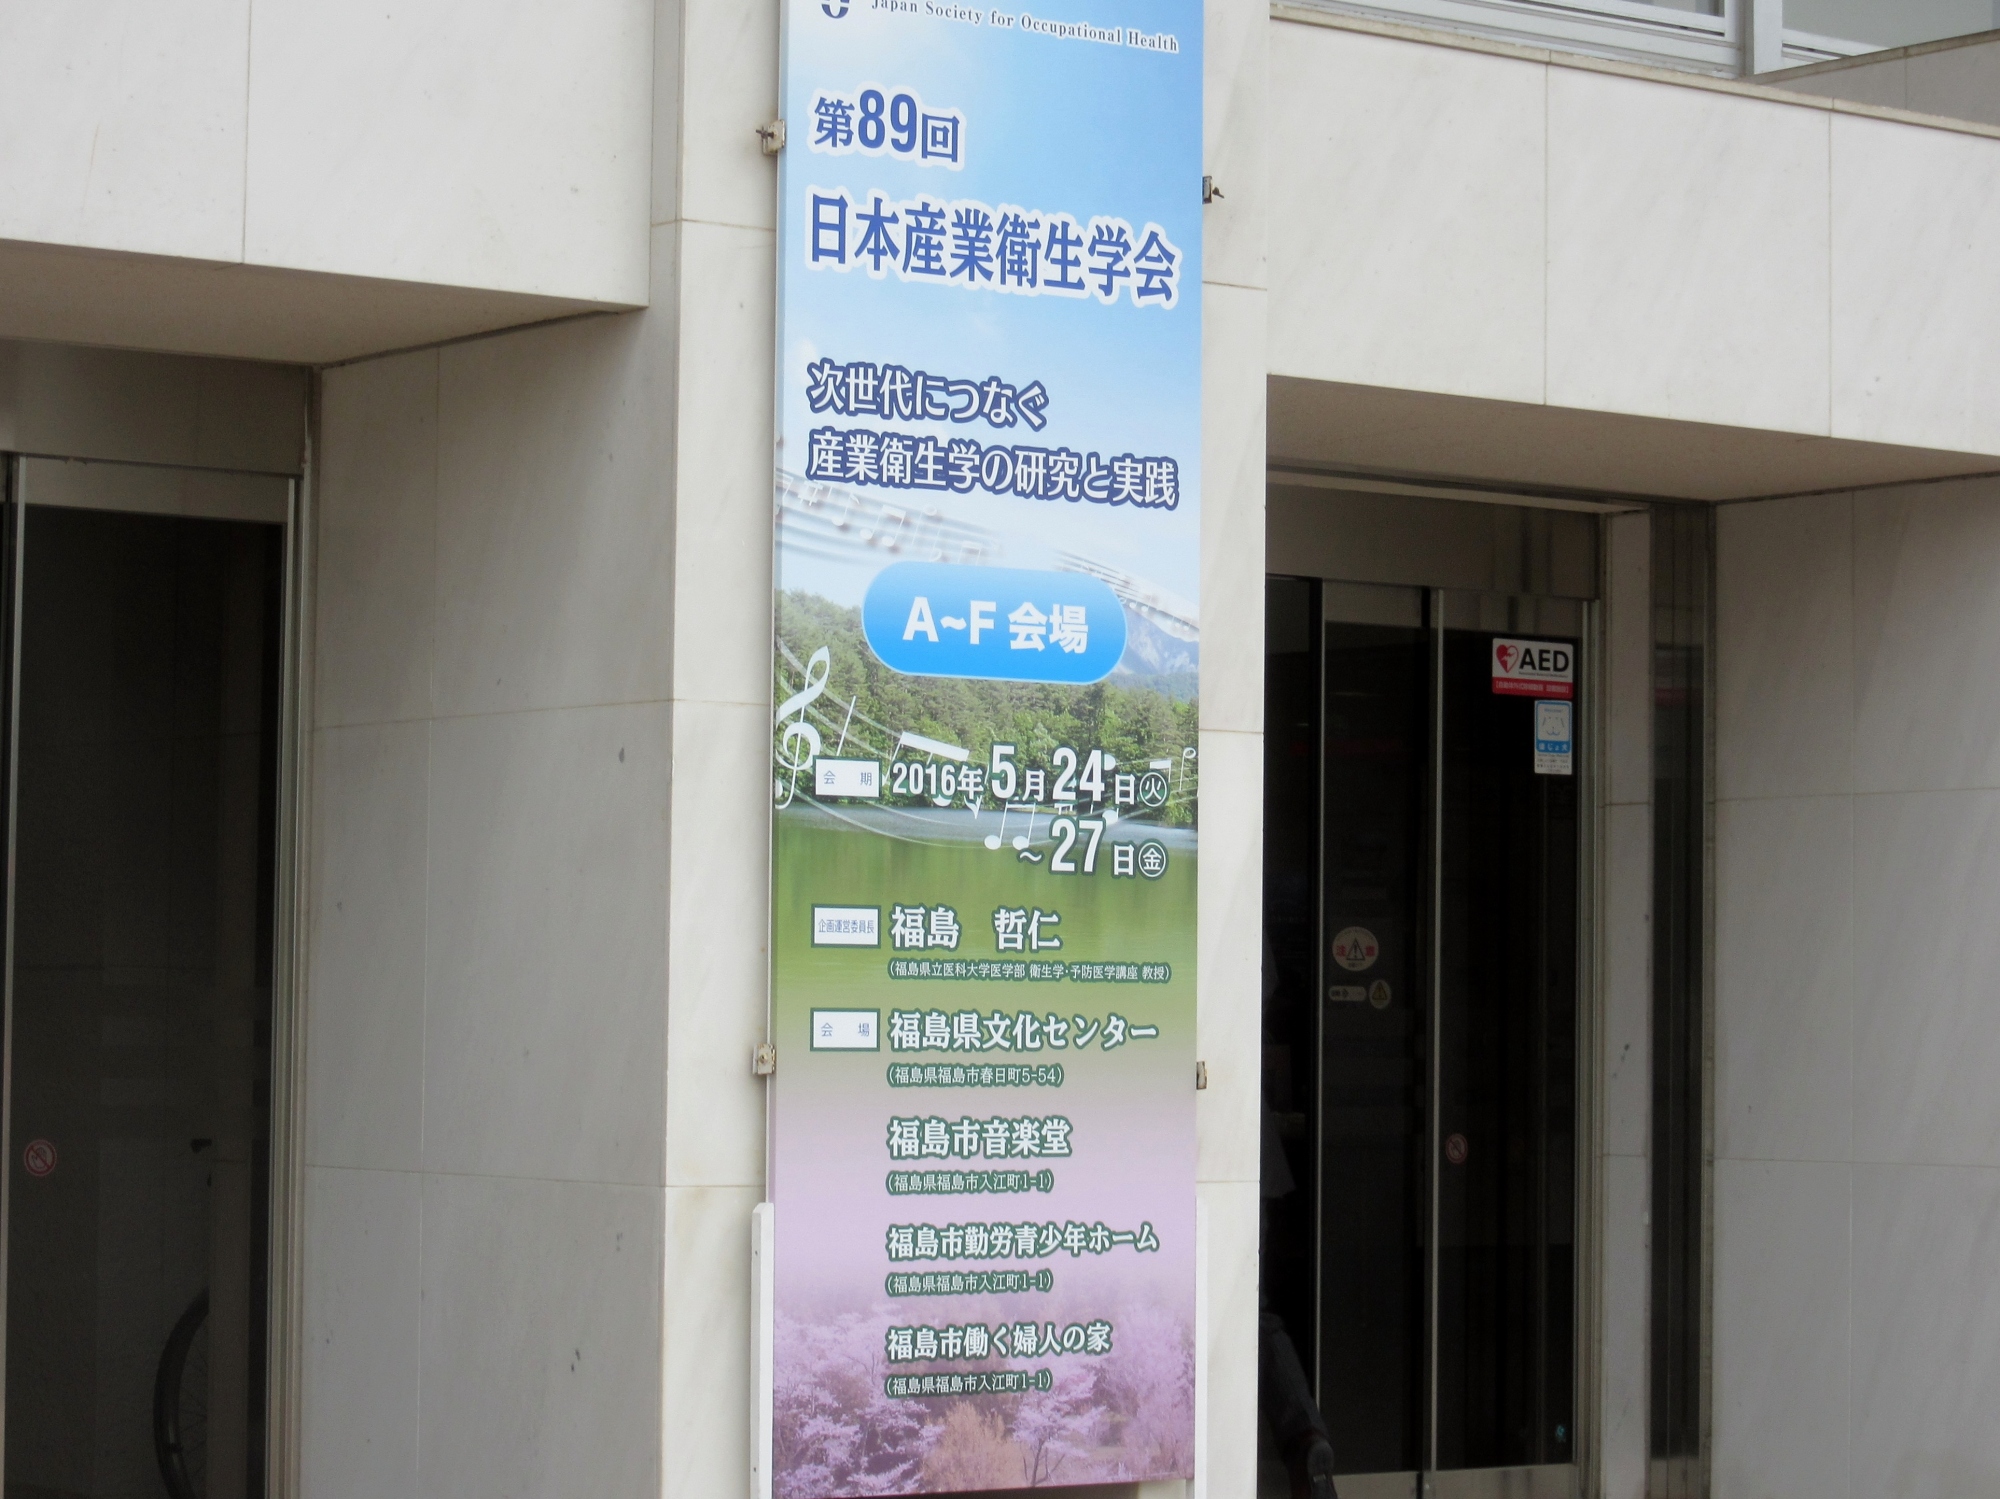 Japan Society for Occupational Health
第89回
日本産業衛生学会
次世代につなぐ
産業衛生学の研究と実践
A~F 会場
会期 2016年5月24日㊋
~27日㊎
企画運営委員長 福島 哲仁
(福島県立医科大学医学部 衛生学・予防医学講座 教授)
会場 福島県文化センター
(福島県福島市春日町5-54)
福島市音楽堂
(福島県福島市入江町1-1)
福島市勤労青少年ホーム
(福島県福島市入江町1-1)
福島市働く婦人の家
(福島県福島市入江町1-1)
AED
ほじょ犬